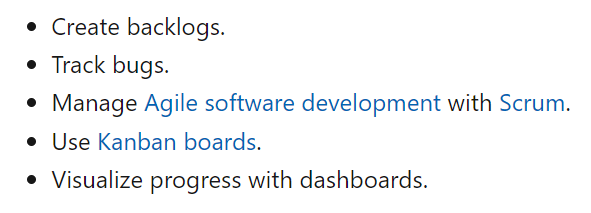 • Create backlogs.
• Track bugs.
• Manage Agile software development with Scrum.
• Use Kanban boards.
• Visualize progress with dashboards.